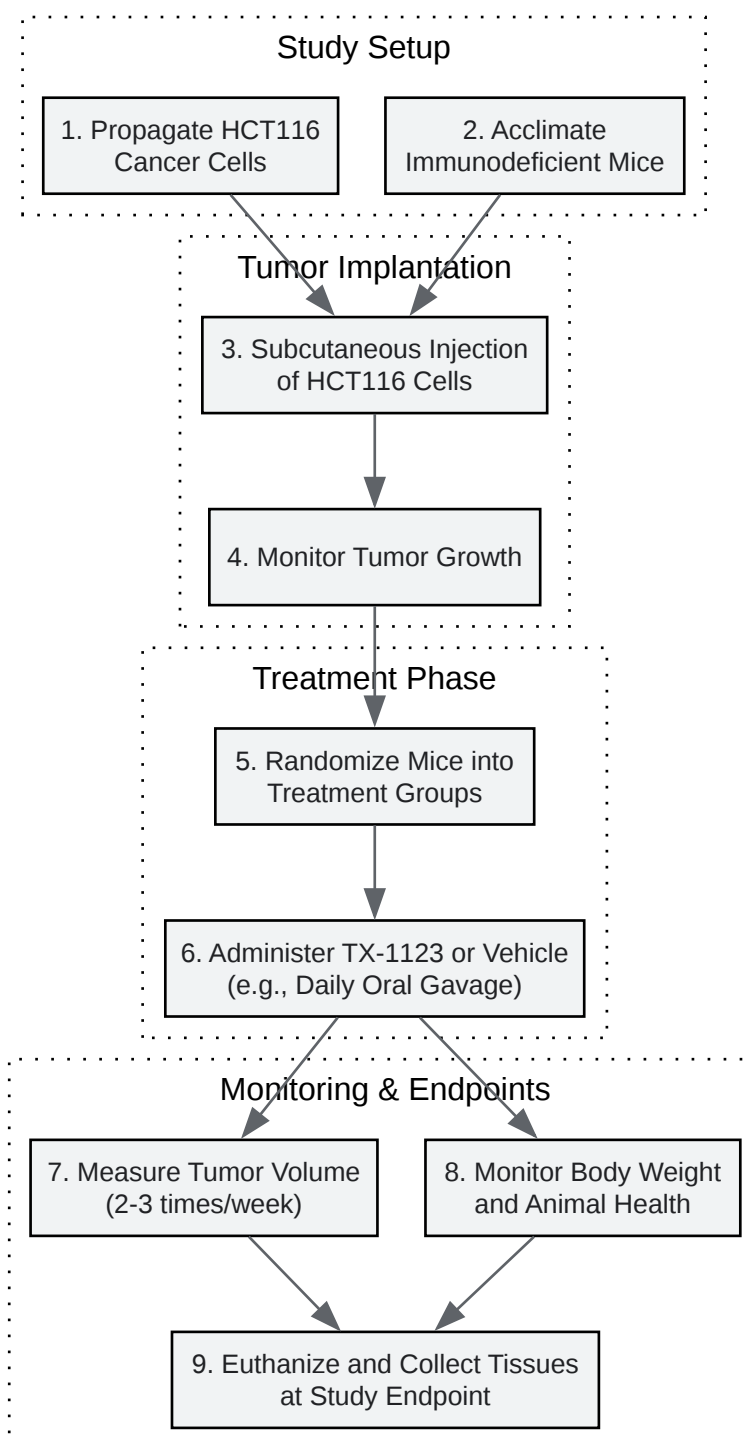 Study Setup
1. Propagate HCT116
Cancer Cells
2. Acclimate
Immunodeficient Mice
Tumor Implantation
3. Subcutaneous Injection
of HCT116 Cells
4. Monitor Tumor Growth
Treatment Phase
5. Randomize Mice into
Treatment Groups
6. Administer TX-1123 or Vehicle
(e.g., Daily Oral Gavage)
Monitoring & Endpoints
7. Measure Tumor Volume
(2-3 times/week)
8. Monitor Body Weight
and Animal Health
9. Euthanize and Collect Tissues
at Study Endpoint